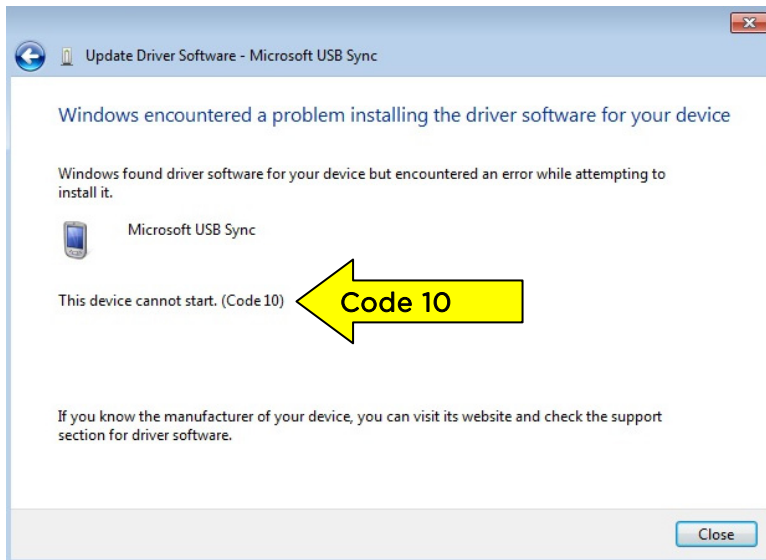 Update Driver Software - Microsoft USB Sync
Windows encountered a problem installing the driver software for your device
Windows found driver software for your device but encountered an error while attempting to
install it.
Microsoft USB Sync
This device cannot start. (Code 10)
Code 10
If you know the manufacturer of your device, you can visit its website and check the support
section for driver software.
Close